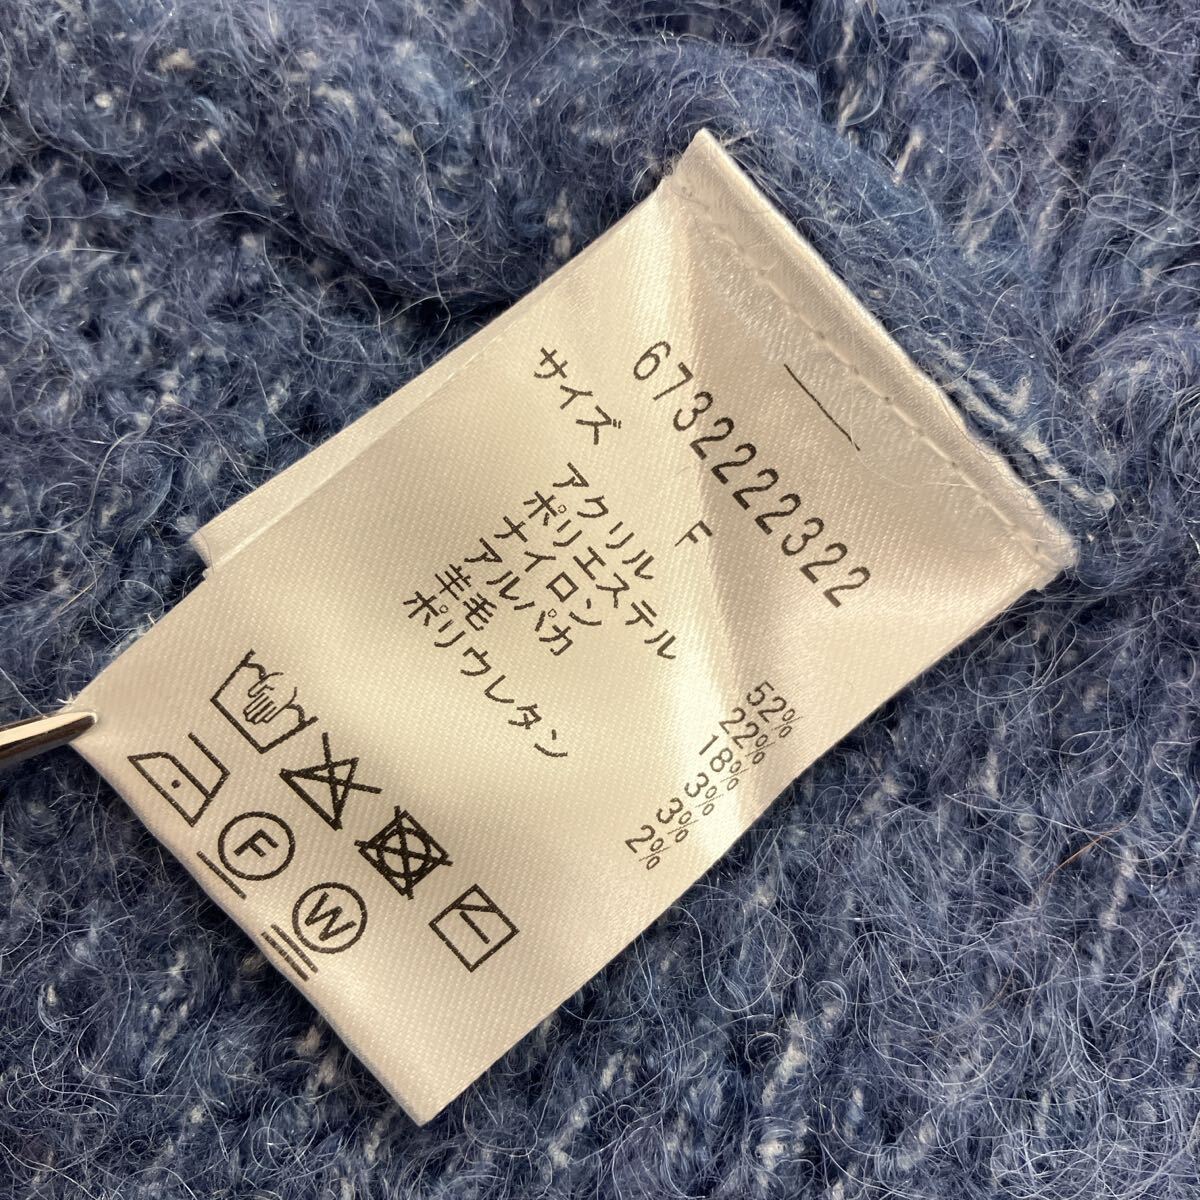 6732222322
サイズ F
アクリル 52%
ポリエステル 22%
ナイロン 18%
アルパカ 3%
羊毛 3%
ポリウレタン 2%
F
W